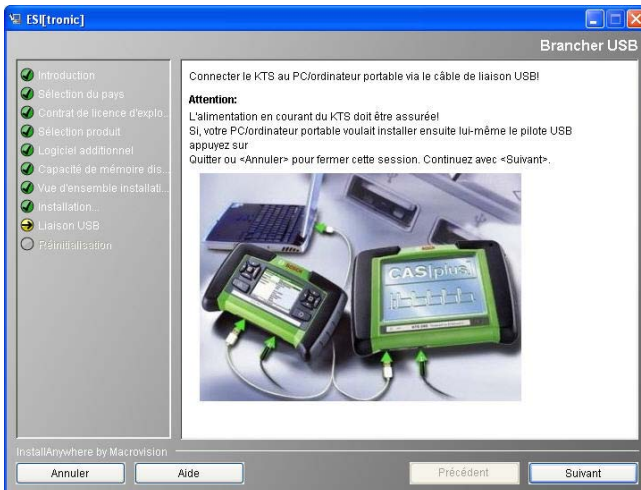 ESI[tronic]
Brancher USB
Introduction
Sélection du pays
Contrat de licence d'explo...
Sélection produit
Logiciel additionnel
Capacité de mémoire dis...
Vue d'ensemble installati...
Installation...
Liaison USB
Réinitialisation
Connecter le KTS au PC/ordinateur portable via le câble de liaison USB!
Attention:
L'alimentation en courant du KTS doit être assurée!
Si, votre PC/ordinateur portable voulait installer ensuite lui-même le pilote USB
appuyez sur
Quitter ou <Annuler> pour fermer cette session. Continuez avec <Suivant>.
BOSCH
BOSCH
CAS|plus
InstallAnywhere by Macrovision
Annuler
Aide
Précédent
Suivant